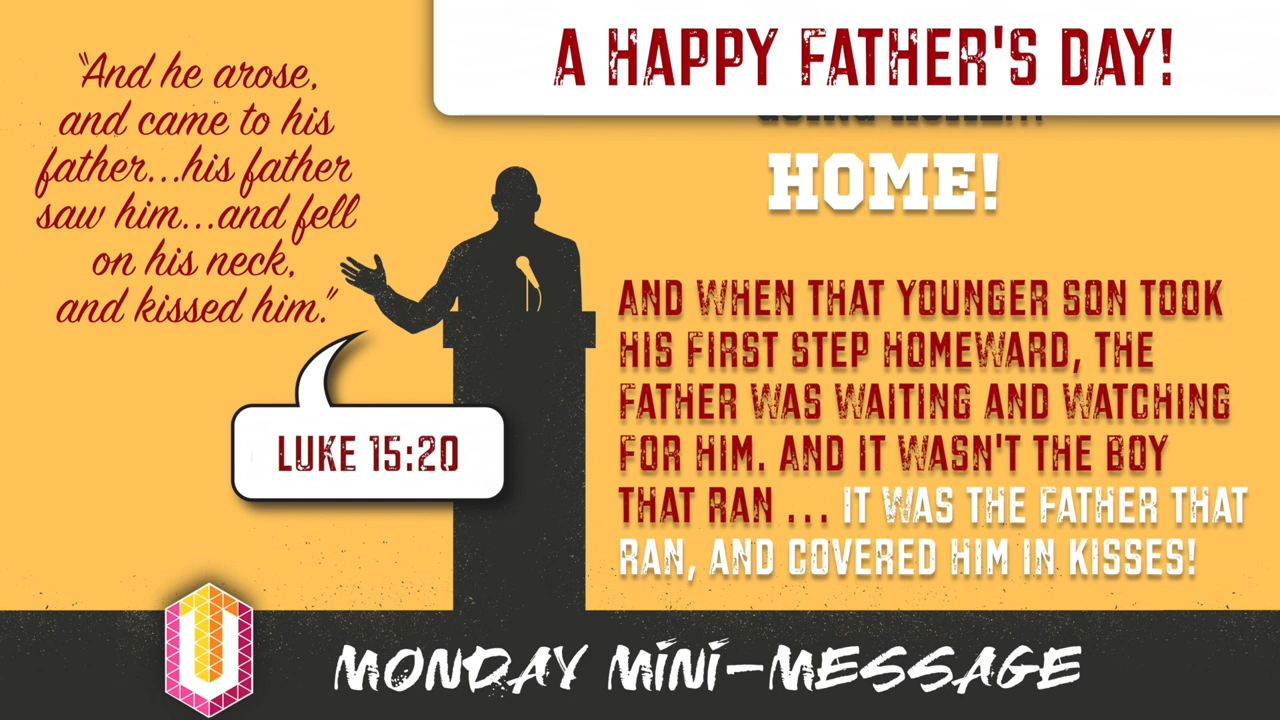 A HAPPY FATHER'S DAY!
"And he arose,
and came to his
father...his father
saw him...and fell
on his neck,
and kissed him."
LUKE 15:20
HOME!
AND WHEN THAT YOUNGER SON TOOK
HIS FIRST STEP HOMEWARD, THE
FATHER WAS WAITING AND WATCHING
FOR HIM. AND IT WASN'T THE BOY
THAT RAN ... IT WAS THE FATHER THAT
RAN, AND COVERED HIM IN KISSES!
U
MONDAY MINI-MESSAGE